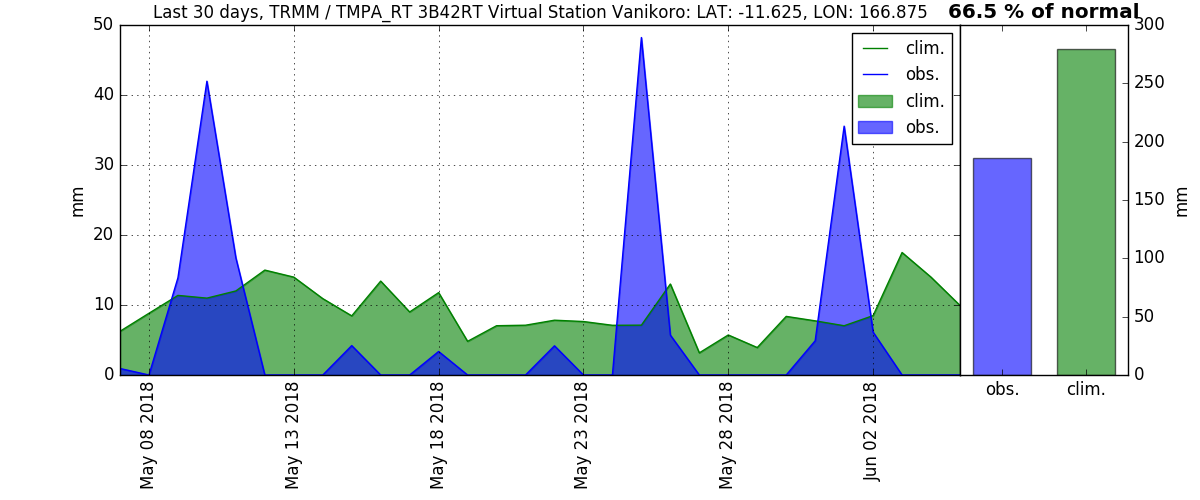 Last 30 days, TRMM / TMPA_RT 3B42RT Virtual Station Vanikoro: LAT: -11.625, LON: 166.875
66.5 % of normal
50
40
30
20
10
0
mm
clim.
obs.
clim.
obs.
May 08 2018
May 13 2018
May 18 2018
May 23 2018
May 28 2018
Jun 02 2018
300
250
200
150
100
50
0
mm
obs.
clim.